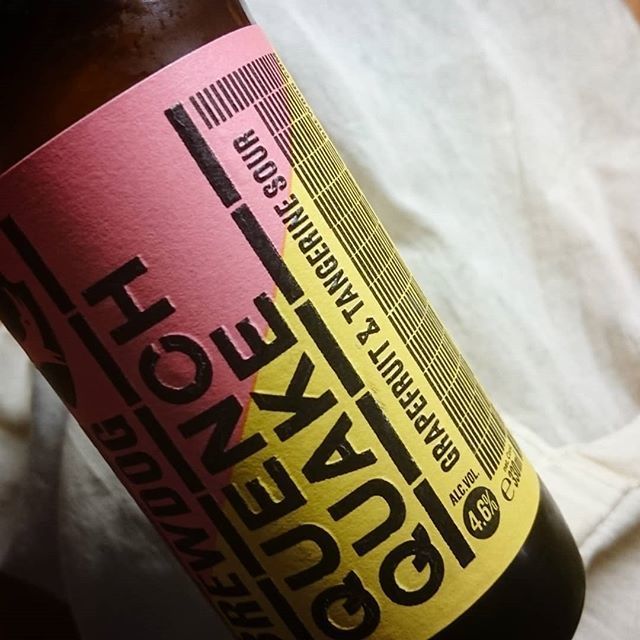 BREWDOG
QUENCH
QUAKE
GRAPEFRUIT & TANGERINE SOUR
ALC.VOL.
4.6%